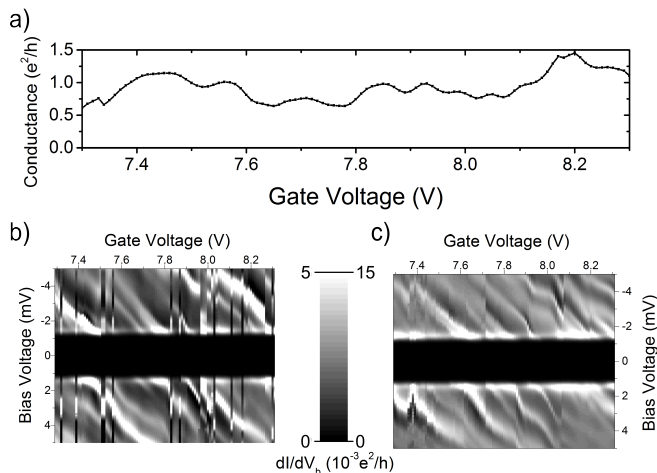 a)
Conductance (e²/h)
1.5
1.0
0.5
0.0
7.4 7.6 7.8 8.0 8.2
Gate Voltage (V)
b)
Gate Voltage (V)
7.4 7.6 7.8 8.0 8.2
Bias Voltage (mV)
-4
-2
0
2
4
5 15
0 0
dI/dVb (10⁻³e²/h)
c)
Gate Voltage (V)
7.4 7.6 7.8 8.0 8.2
-4
-2
0
2
4
Bias Voltage (mV)